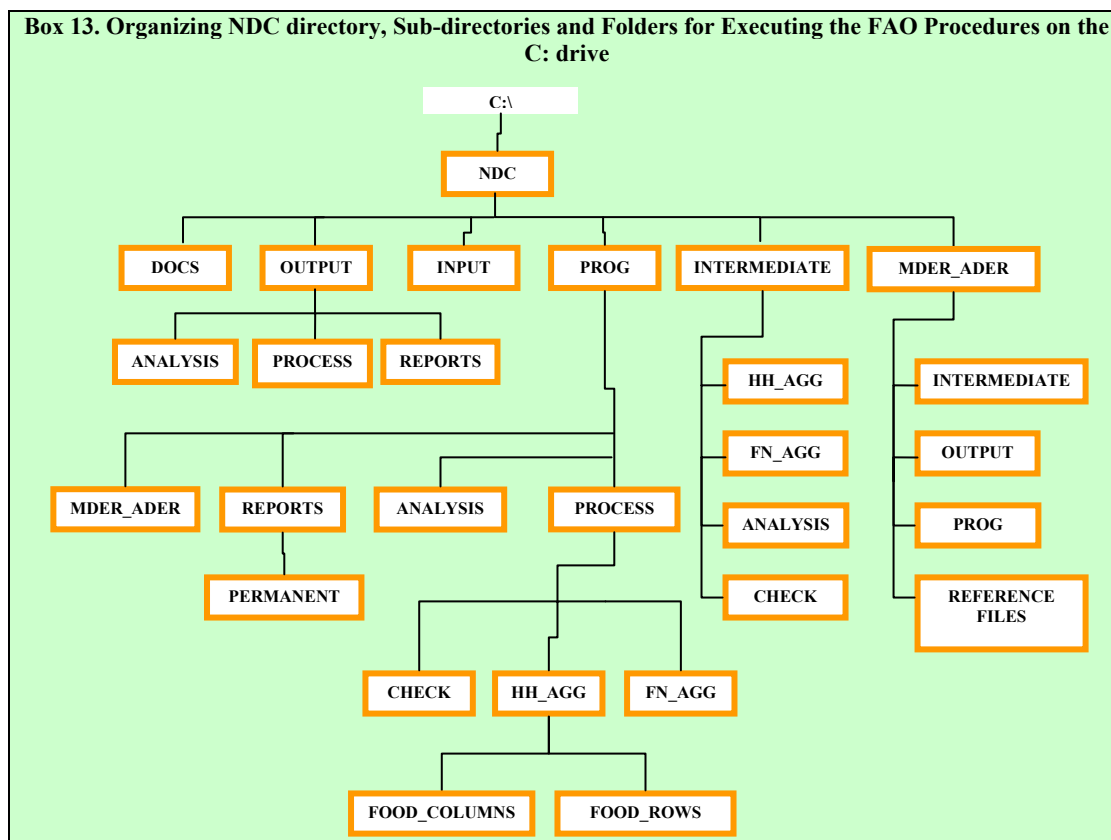 Box 13. Organizing NDC directory, Sub-directories and Folders for Executing the FAO Procedures on the
C: drive
C:\
NDC
DOCS
OUTPUT
INPUT
PROG
INTERMEDIATE
MDER_ADER
ANALYSIS
PROCESS
REPORTS
HH_AGG
INTERMEDIATE
FN_AGG
OUTPUT
MDER_ADER
REPORTS
ANALYSIS
PROCESS
ANALYSIS
PROG
PERMANENT
CHECK
REFERENCE
FILES
CHECK
HH_AGG
FN_AGG
FOOD_COLUMNS
FOOD_ROWS